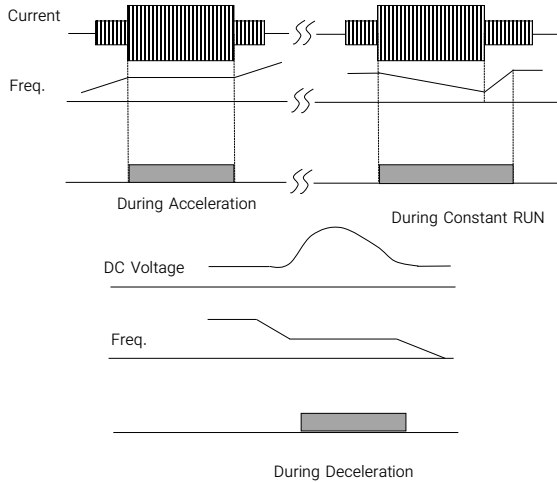 Current
Freq.
During Acceleration
During Constant RUN
DC Voltage
Freq.
During Deceleration